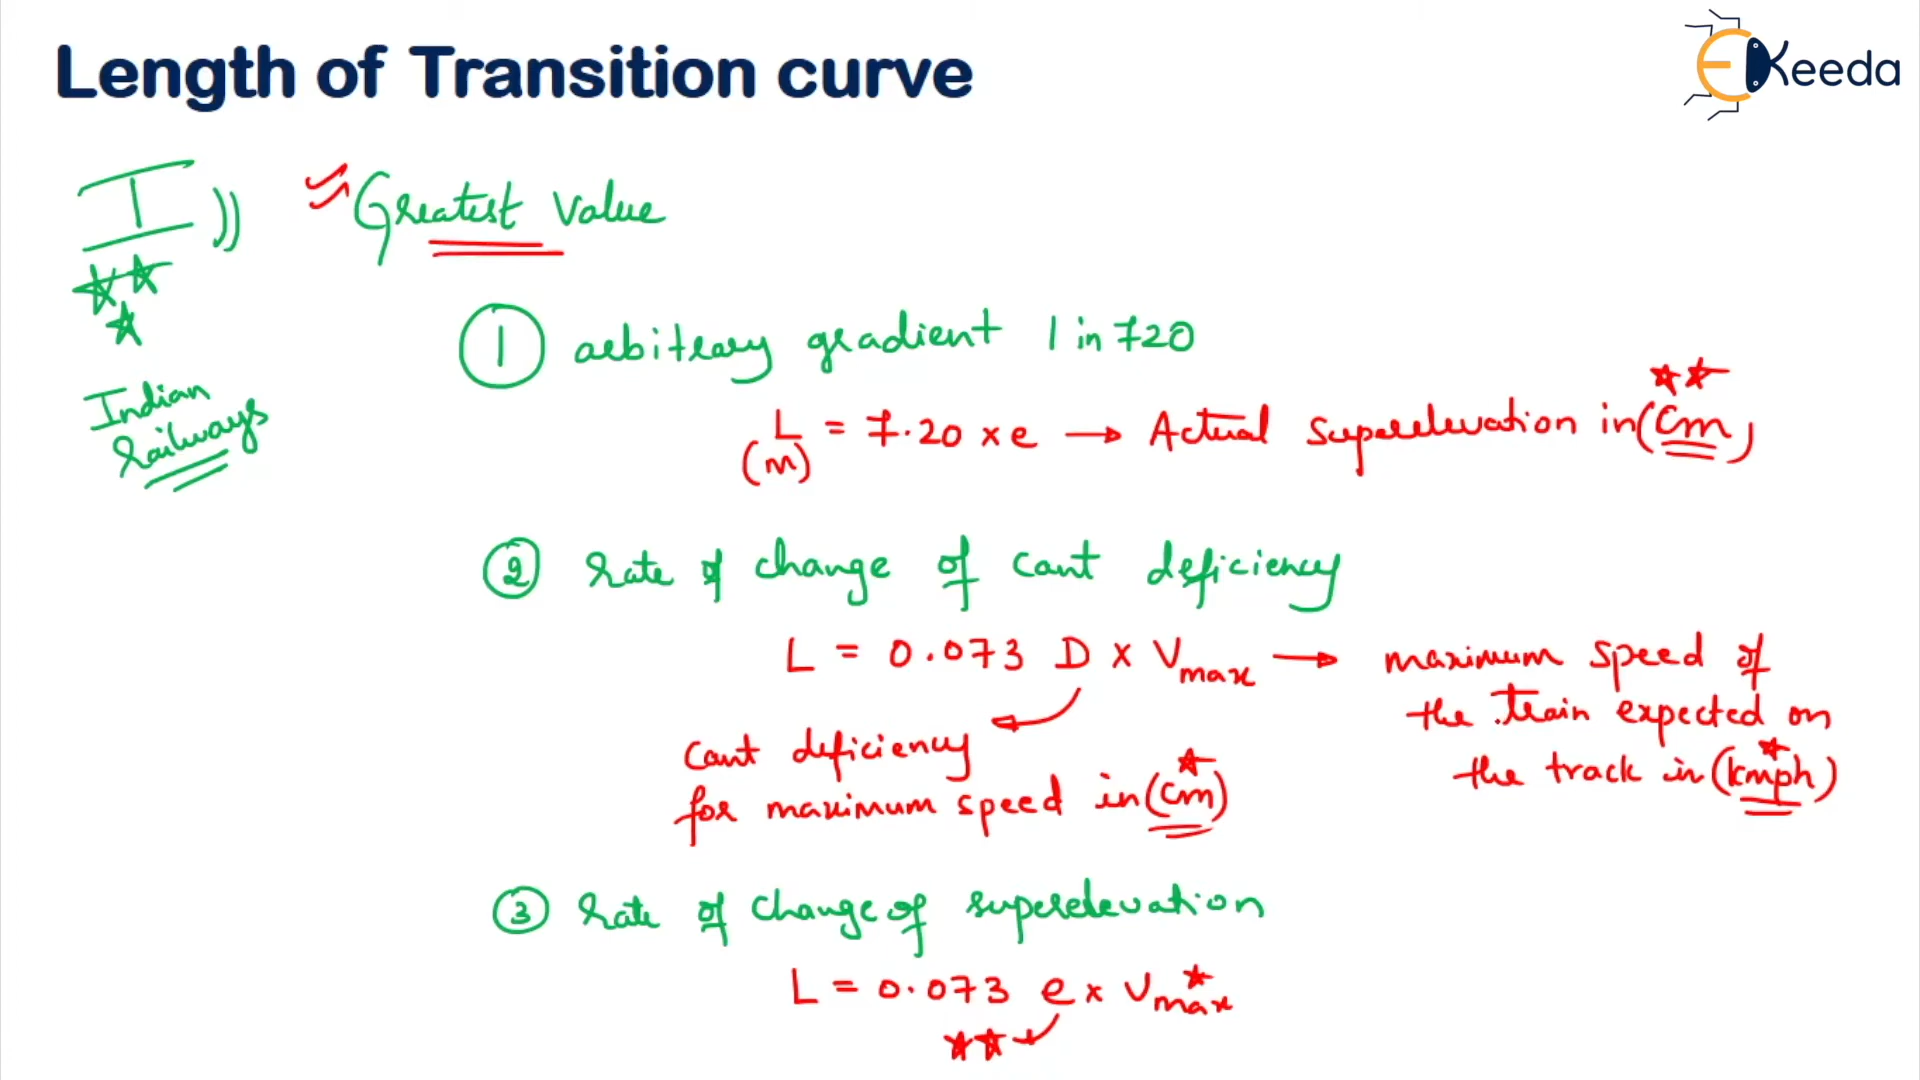 Length of Transition curve
EKeeda
I)) Greatest Value
Indian
Railways
① arbitrary gradient 1 in 720
L = 7.20 x e → Actual Superelevation in (cm)
(m)
② Rate of change of cant deficiency
L = 0.073 D x Vmax → maximum speed of
the Train expected on
the track in (kmph)
cant deficiency
for maximum speed in (cm)
③ Rate of change of superelevation
L = 0.073 e x Vmax